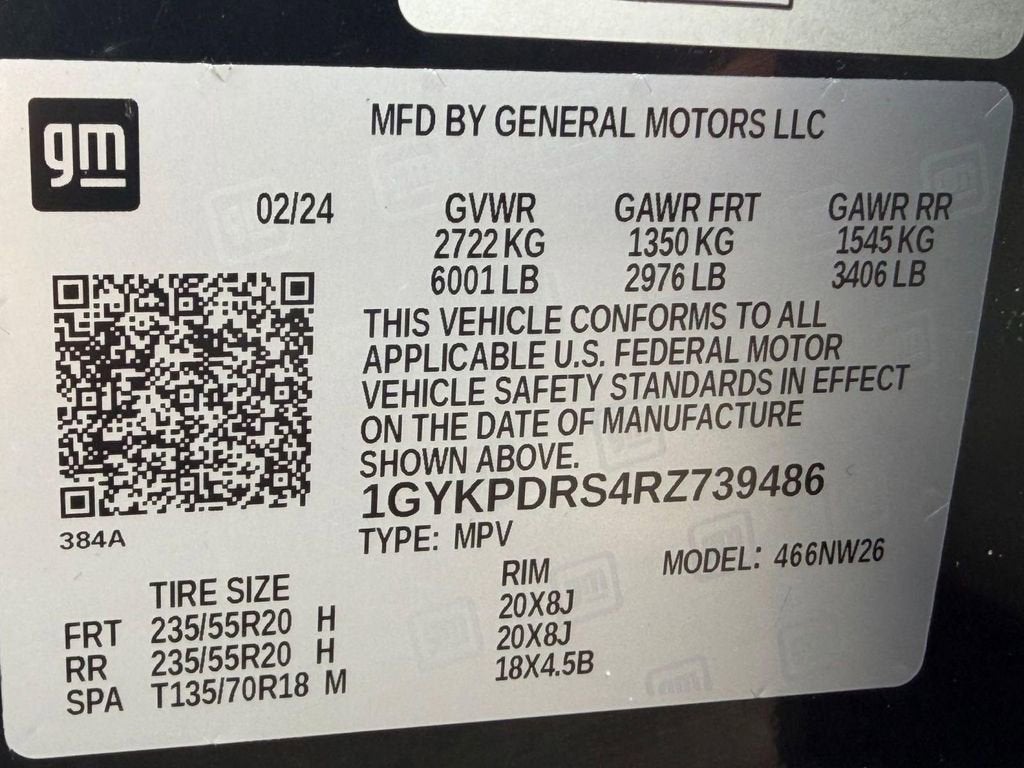 gm
MFD BY GENERAL MOTORS LLC
02/24 GVWR GAWR FRT GAWR RR
2722 KG 1350 KG 1545 KG
6001 LB 2976 LB 3406 LB
THIS VEHICLE CONFORMS TO ALL
APPLICABLE U.S. FEDERAL MOTOR
VEHICLE SAFETY STANDARDS IN EFFECT
ON THE DATE OF MANUFACTURE
SHOWN ABOVE.
1GYKPDRS4RZ739486
384A
TYPE: MPV MODEL: 466NW26
TIRE SIZE RIM
FRT 235/55R20 H 20X8J
RR 235/55R20 H 20X8J
SPA T135/70R18 M 18X4.5B